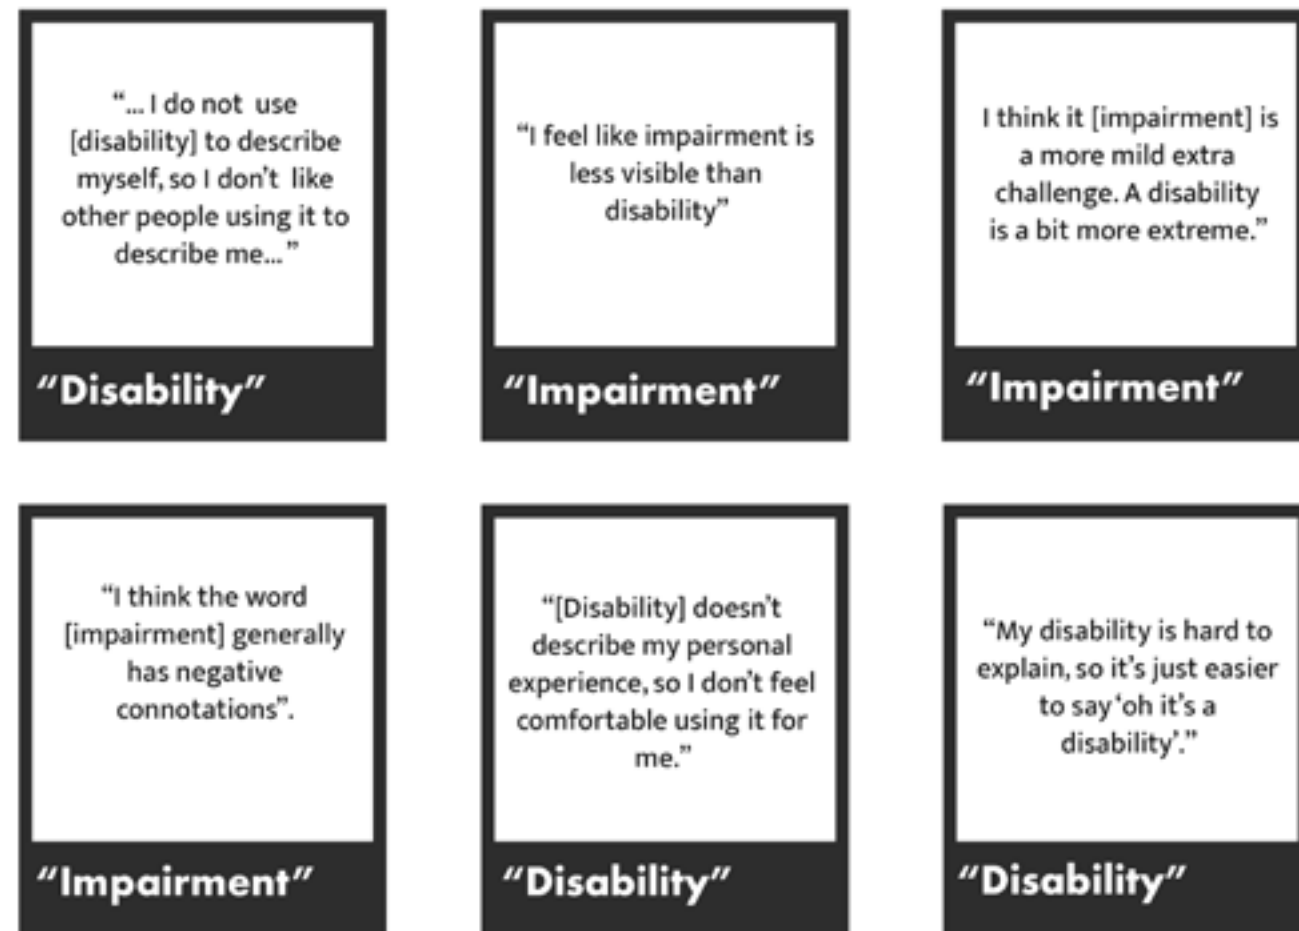 “... I do not use
[disability] to describe
myself, so I don’t like
other people using it to
describe me...”
“Disability”
“I feel like impairment is
less visible than
disability”
“Impairment”
I think it [impairment] is
a more mild extra
challenge. A disability
is a bit more extreme.”
“Impairment”
“I think the word
[impairment] generally
has negative
connotations”.
“Impairment”
“[Disability] doesn’t
describe my personal
experience, so I don’t feel
comfortable using it for
me.”
“Disability”
“My disability is hard to
explain, so it’s just easier
to say ‘oh it’s a
disability’.”
“Disability”